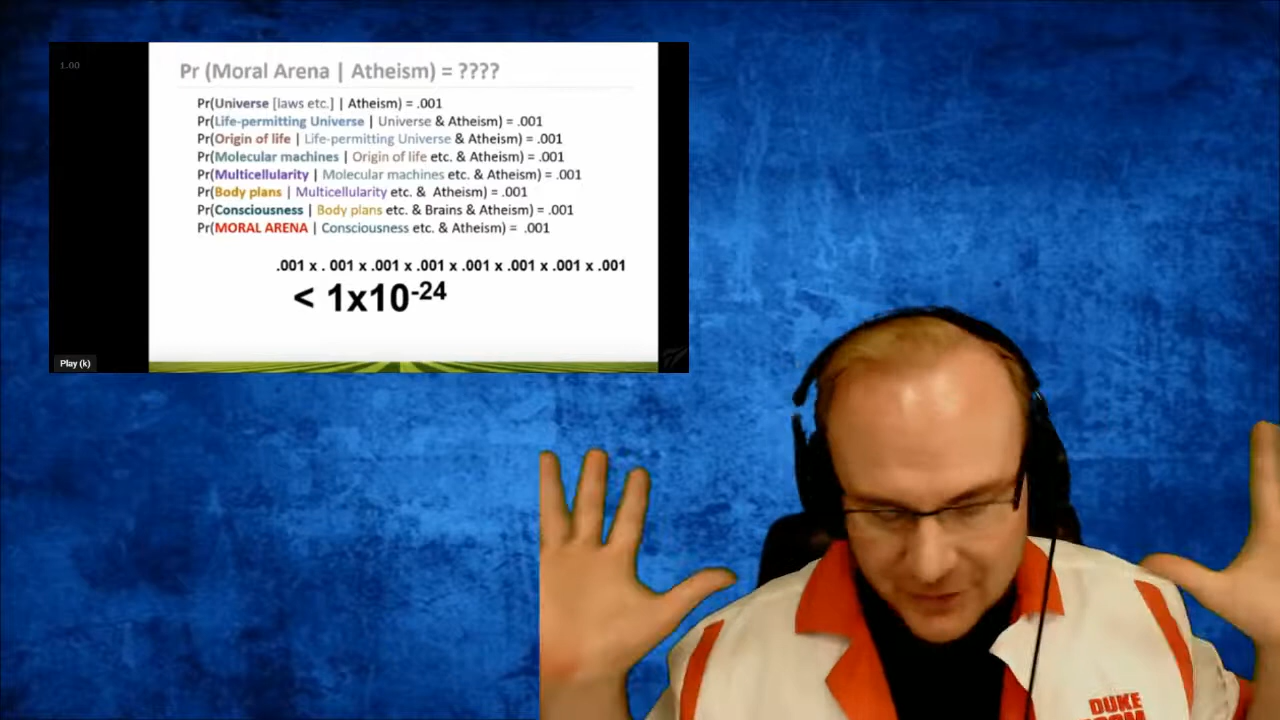 1.00
Pr (Moral Arena | Atheism) = ????
Pr(Universe [laws etc.] | Atheism) = .001
Pr(Life-permitting Universe | Universe & Atheism) = .001
Pr(Origin of life | Life-permitting Universe & Atheism) = .001
Pr(Molecular machines | Origin of life etc. & Atheism) = .001
Pr(Multicellularity | Molecular machines etc. & Atheism) = .001
Pr(Body plans | Multicellularity etc. & Atheism) = .001
Pr(Consciousness | Body plans etc. & Brains & Atheism) = .001
Pr(MORAL ARENA | Consciousness etc. & Atheism) = .001
.001 x . 001 x .001 x .001 x .001 x .001 x .001 x .001
< 1x10-24
Play (k)
DUKE